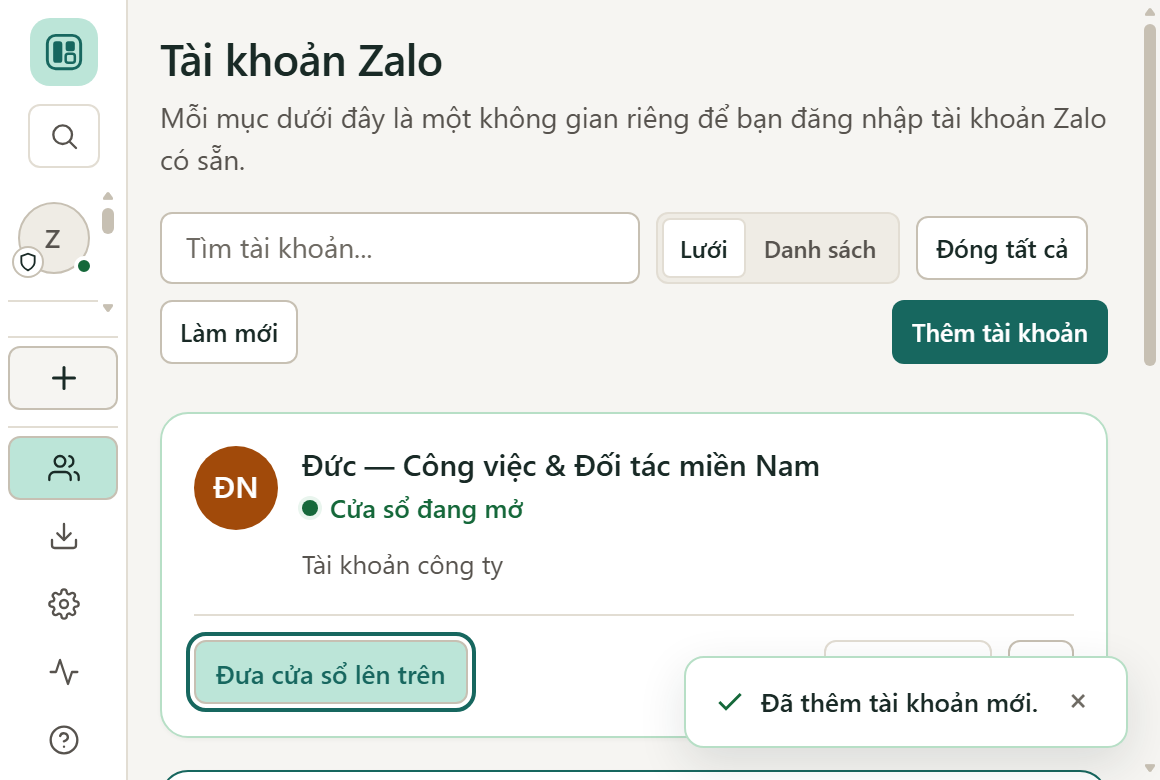 Tài khoản Zalo
Mỗi mục dưới đây là một không gian riêng để bạn đăng nhập tài khoản Zalo
có sẵn.
Z
Tìm tài khoản...
Lưới
Danh sách
Đóng tất cả
Làm mới
Thêm tài khoản
ĐN
Đức — Công việc & Đối tác miền Nam
Cửa sổ đang mở
Tài khoản công ty
Đưa cửa sổ lên trên
Đã thêm tài khoản mới.